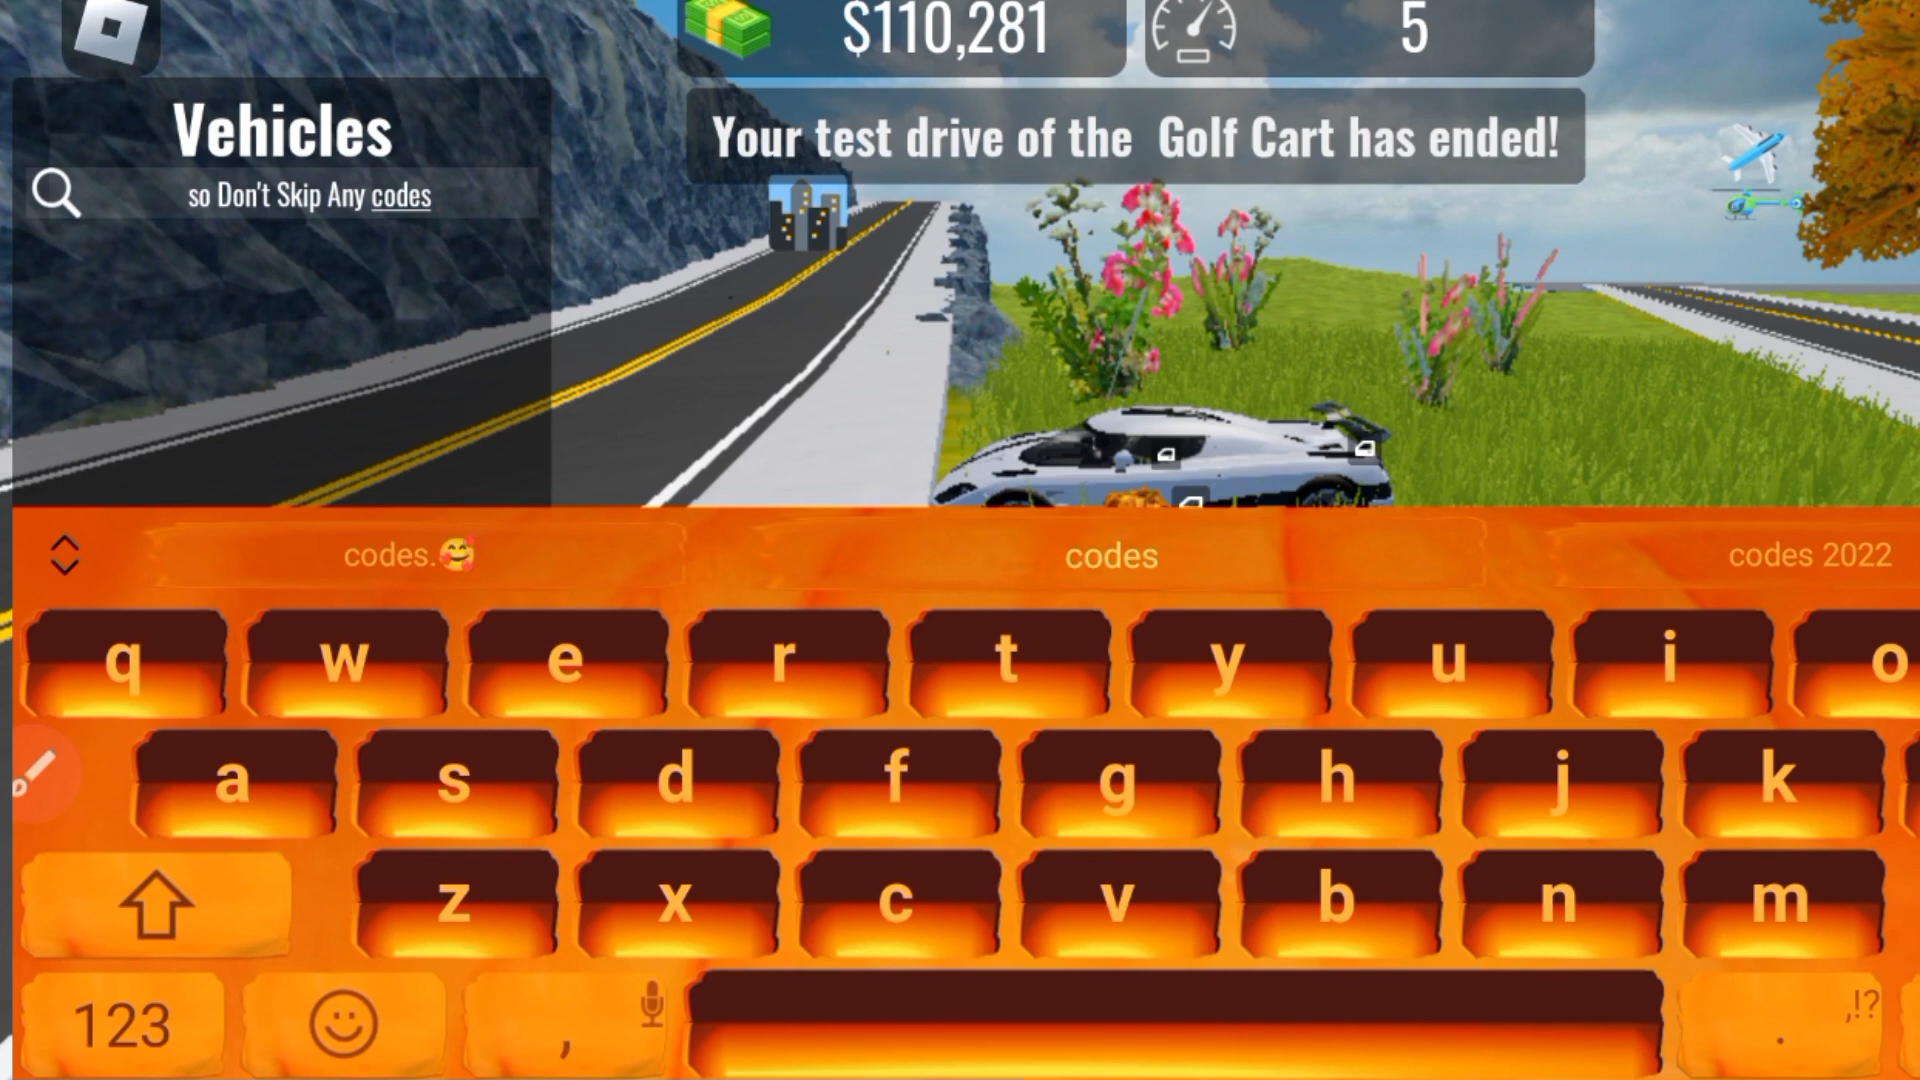 $110,281
5
Vehicles
Your test drive of the Golf Cart has ended!
so Don't Skip Any codes
codes.🥰 codes codes 2022
q w e r t y u i o
a s d f g h j k
z x c v b n m
123 , .
,!?